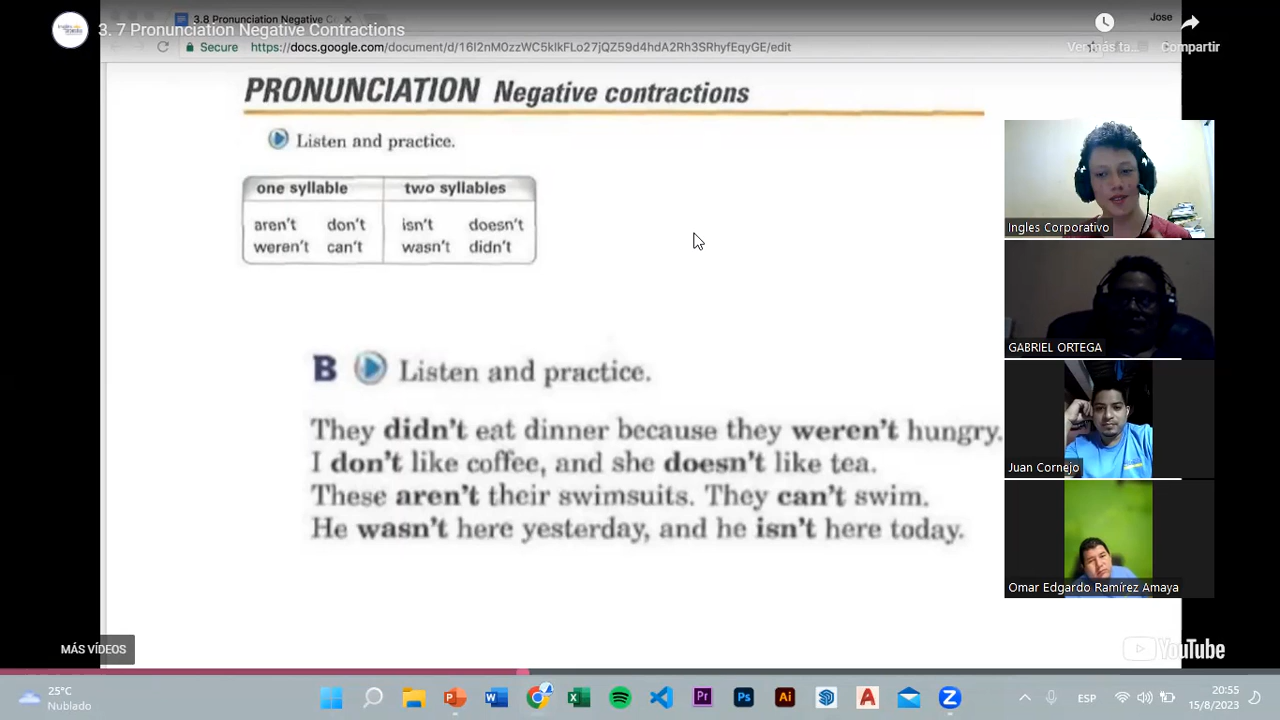 3.8 Pronunciation Negative C
3. 7 Pronunciation Negative Contractions
Jose
Secure https://docs.google.com/document/d/16I2nM0zzWC5kIkFLo27jQZ59d4hdA2Rh3SRhyfEqyGE/edit
Ver más ta...
Compartir
PRONUNCIATION Negative contractions
Listen and practice.
one syllable two syllables
aren't don't isn't doesn't
weren't can't wasn't didn't
Ingles Corporativo
GABRIEL ORTEGA
B Listen and practice.
They didn't eat dinner because they weren't hungry.
I don't like coffee, and she doesn't like tea.
These aren't their swimsuits. They can't swim.
He wasn't here yesterday, and he isn't here today.
Juan Cornejo
Omar Edgardo Ramírez Amaya
MÁS VÍDEOS
YouTube
25°C
Nublado
ESP
20:55
15/8/2023